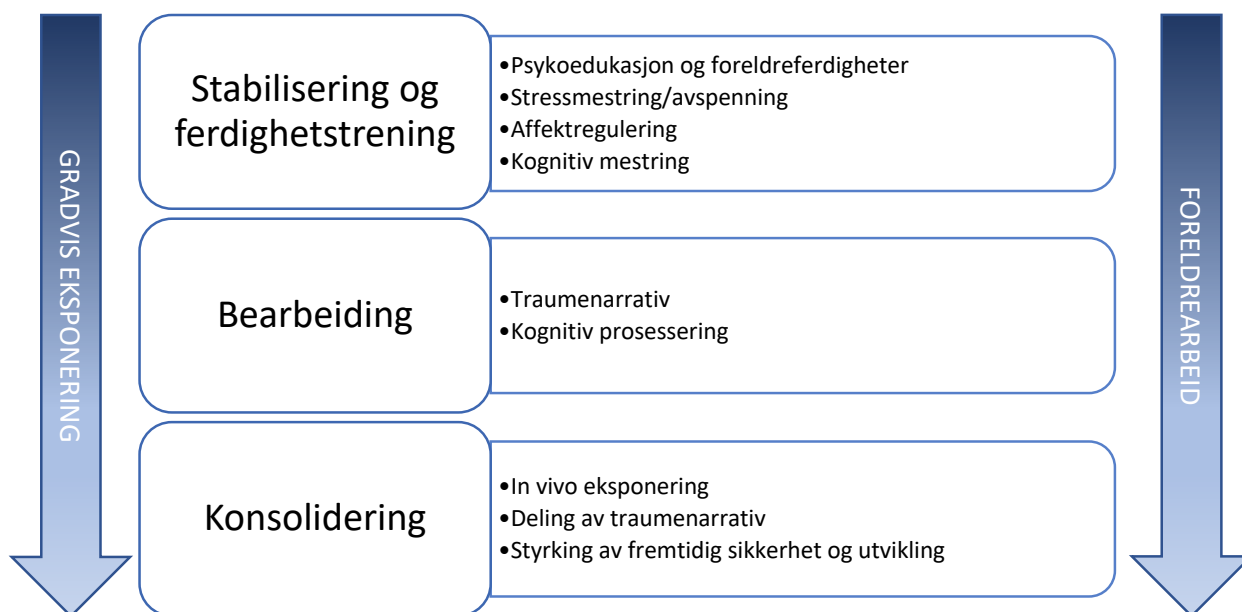 GRADVIS EKSPONERING
Stabilisering og
ferdighetstrening
•Psykoedukasjon og foreldreferdigheter
•Stressmestring/avspenning
•Affektregulering
•Kognitiv mestring
Bearbeiding
•Traumenarrativ
•Kognitiv prosessering
Konsolidering
•In vivo eksponering
•Deling av traumenarrativ
•Styrking av fremtidig sikkerhet og utvikling
FORELDREARBEID